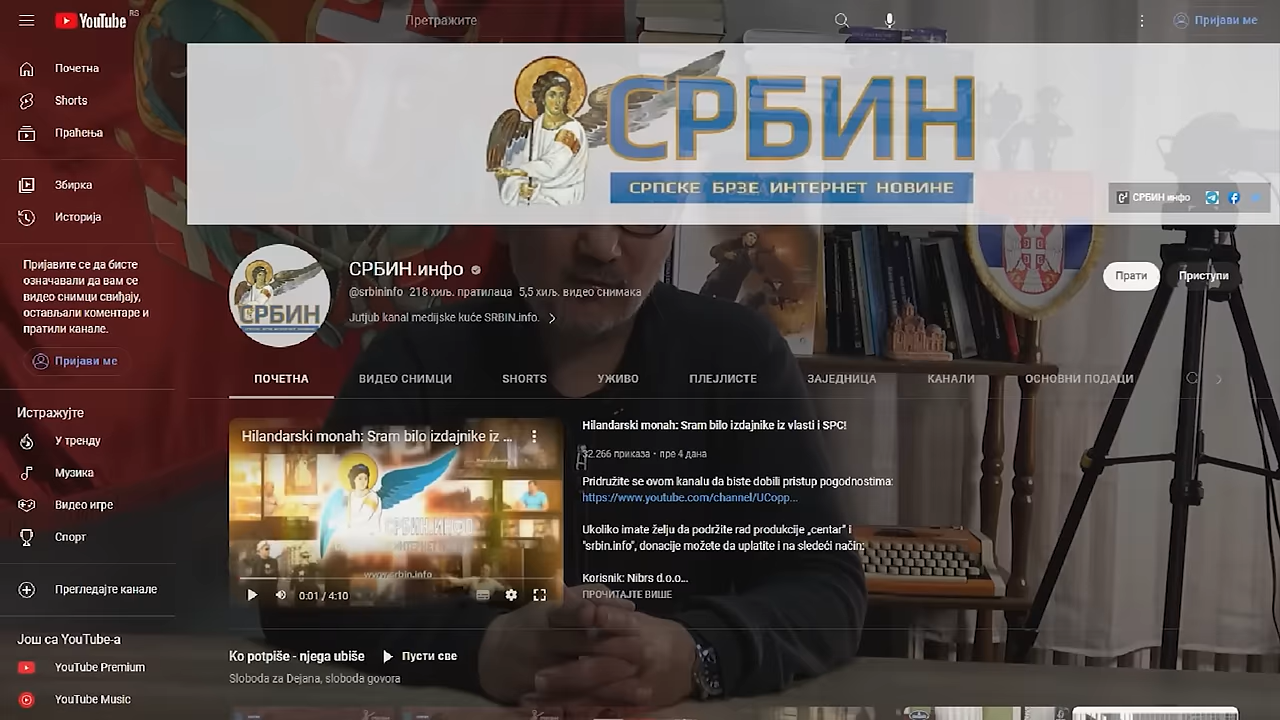 YouTube RS
Претражите
Пријави ме
Почетна
Shorts
Праћења
Збирка
Историја
Пријавите се да бисте
означавали да вам се
видео снимци свиђају,
остављали коментаре и
пратили канале.
Пријави ме
Истражујте
У тренду
Музика
Видео игре
Спорт
Прегледајте канале
Још са YouTube-а
YouTube Premium
YouTube Music
СРБИН
СРПСКЕ БРЗЕ ИНТЕРНЕТ НОВИНЕ
СРБИН инфо
СРБИН
СРБИН.инфо
@srbininfo 218 хиљ. пратилаца 5,5 хиљ. видео снимака
Jutjub kanal medijske kuće SRBIN.info.
Прати
Приступи
ПОЧЕТНА ВИДЕО СНИМЦИ SHORTS УЖИВО ПЛЕЈЛИСТЕ ЗАЈЕДНИЦА КАНАЛИ ОСНОВНИ ПОДАЦИ
Hilandarski monah: Sram bilo izdajnike iz ...
СРБИН.ИНФО
www.srbin.info
0:01 / 4:10
Hilandarski monah: Sram bilo izdajnike iz vlasti i SPC!
32.266 приказа • пре 4 дана
Pridružite se ovom kanalu da biste dobili pristup pogodnostima:
https://www.youtube.com/channel/UCopp...
Ukoliko imate želju da podržite rad produkcije „centar" i
"srbin.info", donacije možete da uplatite i na sledeći način:
Korisnik: Nibrs d.o.o...
ПРОЧИТАЈТЕ ВИШЕ
Ko potpiše - njega ubiše
Пусти све
Sloboda za Dejana, sloboda govora